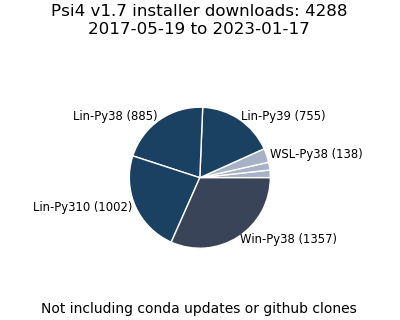 Psi4 v1.7 installer downloads: 4288
2017-05-19 to 2023-01-17
Lin-Py38 (885)
Lin-Py39 (755)
WSL-Py38 (138)
Lin-Py310 (1002)
Win-Py38 (1357)
Not including conda updates or github clones